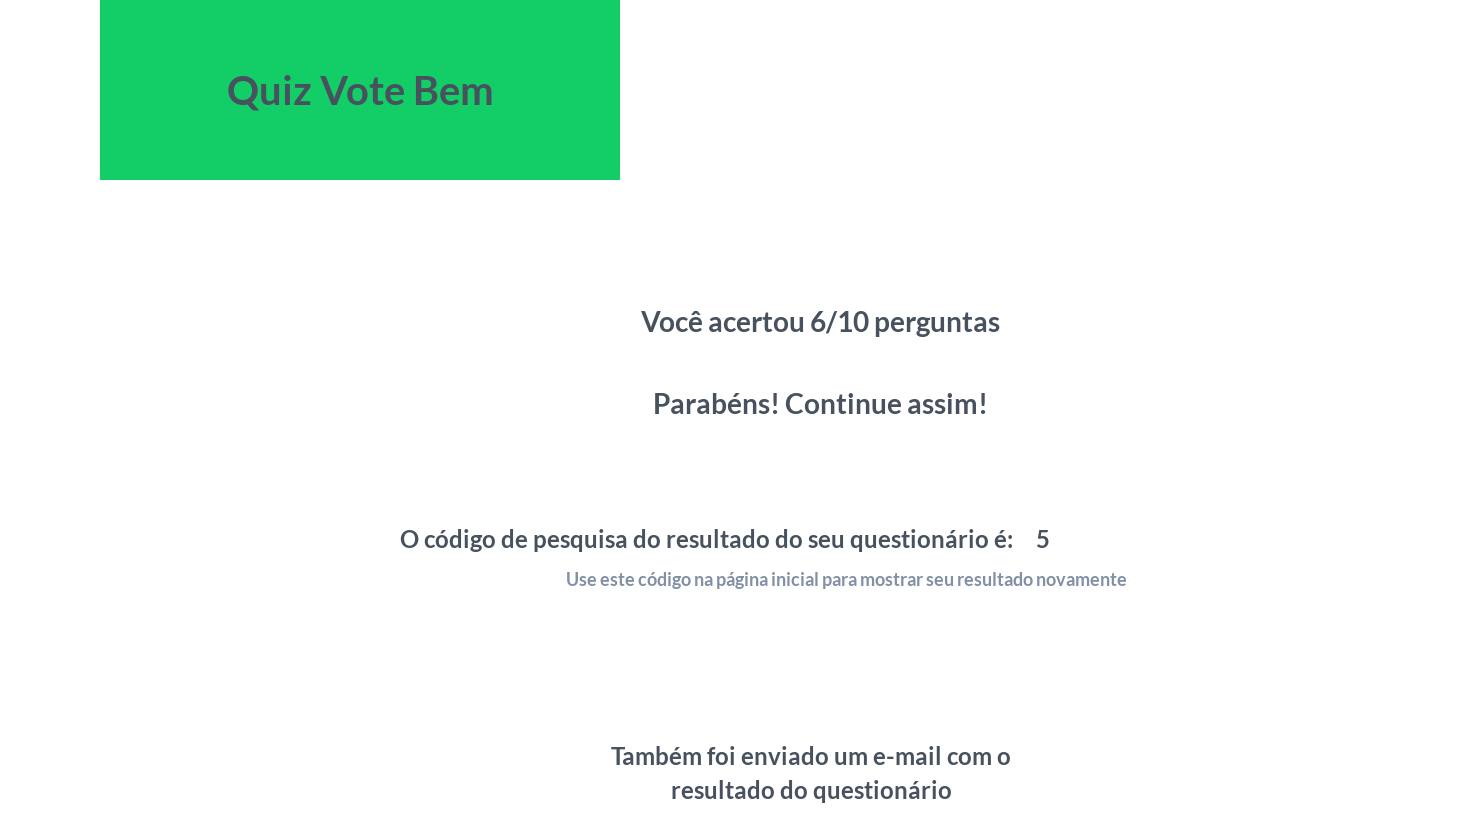 Quiz Vote Bem
Você acertou 6/10 perguntas
Parabéns! Continue assim!
O código de pesquisa do resultado do seu questionário é: 5
Use este código na página inicial para mostrar seu resultado novamente
Também foi enviado um e-mail com o
resultado do questionário